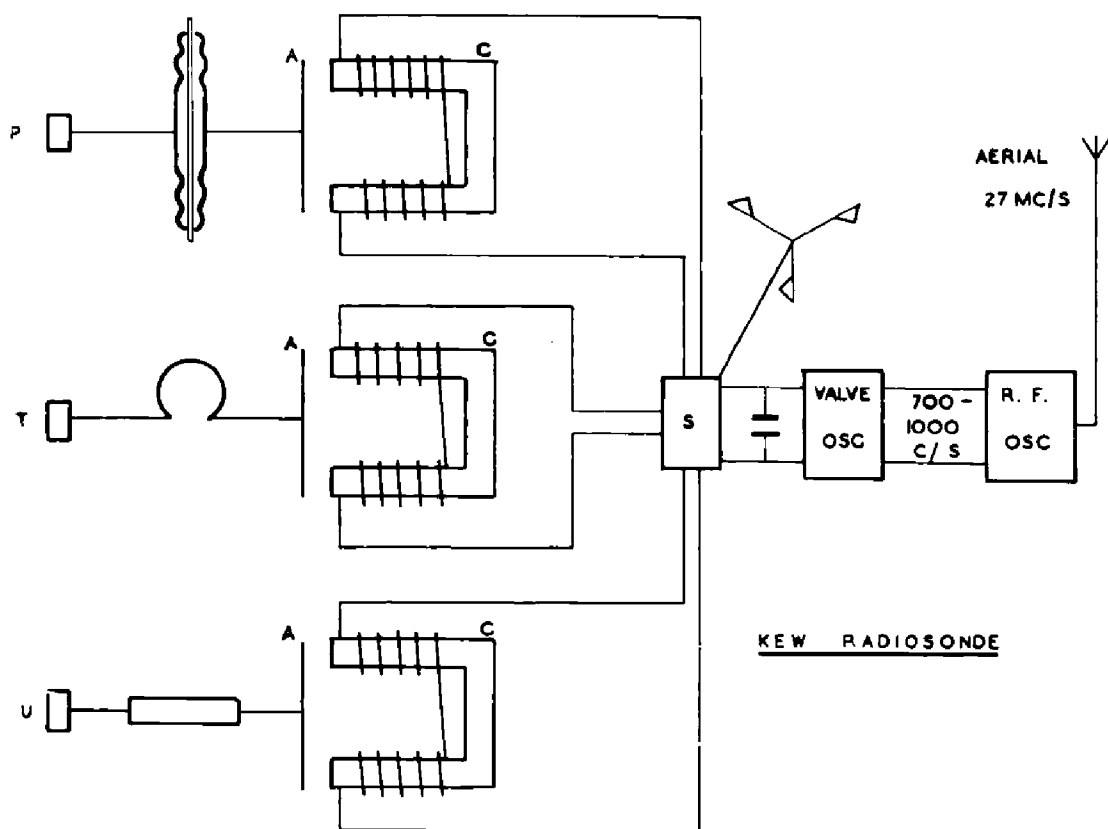 P
A
C
T
A
C
U
A
C
S
VALVE
OSC
700 -
1000
C/S
R. F.
OSC
AERIAL
27 MC/S
KEW RADIOSONDE